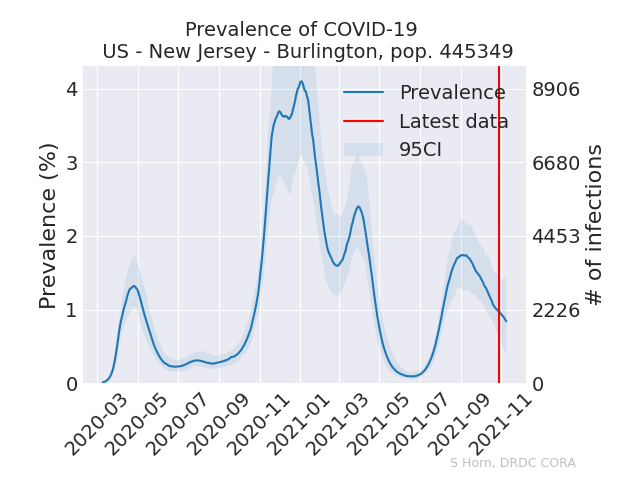 Prevalence of COVID-19
US - New Jersey - Burlington, pop. 445349
Prevalence
Latest data
95CI
Prevalence (%)
4
3
2
1
0
8906
6680
4453
2226
0
# of infections
2020-03
2020-05
2020-07
2020-09
2020-11
2021-01
2021-03
2021-05
2021-07
2021-09
2021-11
S Horn, DRDC CORA